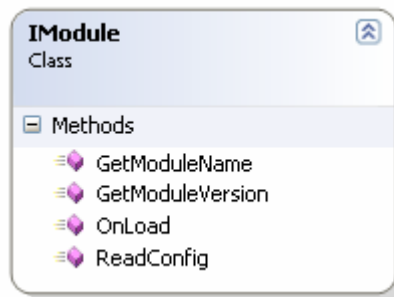 IModule
Class
Methods
GetModuleName
GetModuleVersion
OnLoad
ReadConfig